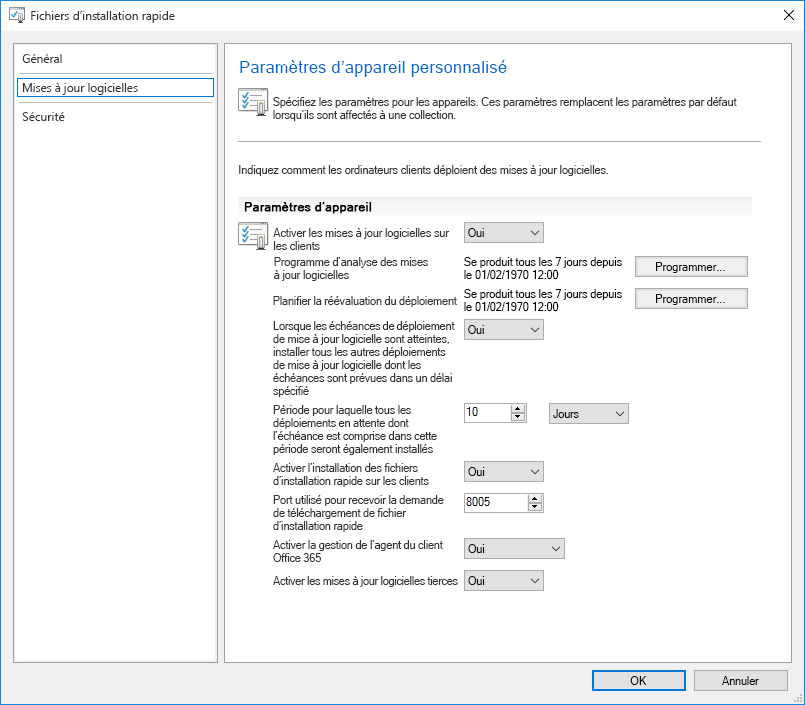 Fichiers d'installation rapide
Général
Mises à jour logicielles
Sécurité
Paramètres d'appareil personnalisé
Spécifiez les paramètres pour les appareils. Ces paramètres remplacent les paramètres par défaut
lorsqu'ils sont affectés à une collection.
Indiquez comment les ordinateurs clients déploient des mises à jour logicielles.
Paramètres d'appareil
Activer les mises à jour logicielles sur
les clients
Oui
Programme d'analyse des mises
à jour logicielles
Se produit tous les 7 jours depuis
le 01/02/1970 12:00
Programmer...
Planifier la réévaluation du déploiement
Se produit tous les 7 jours depuis
le 01/02/1970 12:00
Programmer...
Lorsque les échéances de déploiement
de mise à jour logicielle sont atteintes,
installer tous les autres déploiements
de mise à jour logicielle dont les
échéances sont prévues dans un délai
spécifié
Oui
Période pour laquelle tous les
déploiements en attente dont
l'échéance est comprise dans cette
période seront également installés
10
Jours
Activer l'installation des fichiers
d'installation rapide sur les clients
Oui
Port utilisé pour recevoir la demande
de téléchargement de fichier
d'installation rapide
8005
Activer la gestion de l'agent du client
Office 365
Oui
Activer les mises à jour logicielles tierces
Oui
OK
Annuler